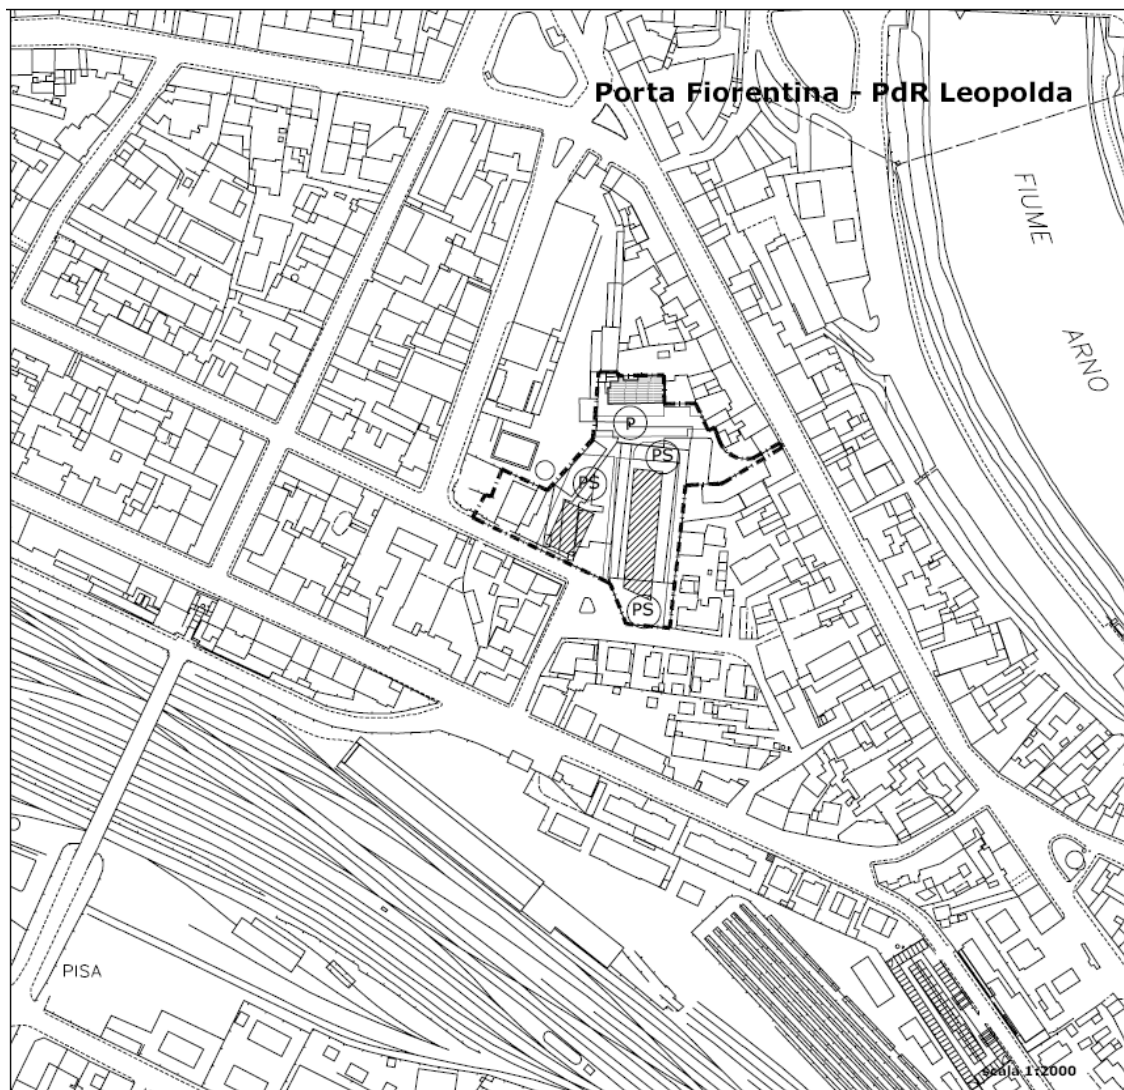 Porta Fiorentina - PdR Leopolda
FIUME
ARNO
P
PS
PS
PS
PISA
scala 1:2000